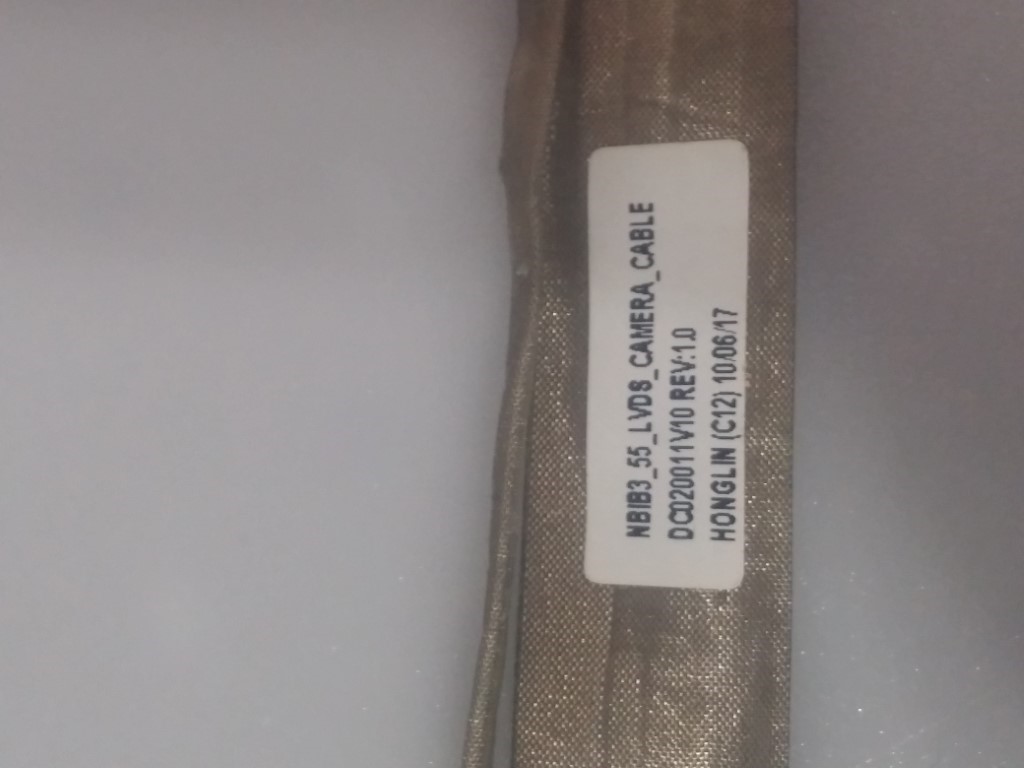 NBIB3_55_LVDS_CAMERA_CABLE
DC020011V10 REV:1.0
HONGLIN (C12) 10/06/17